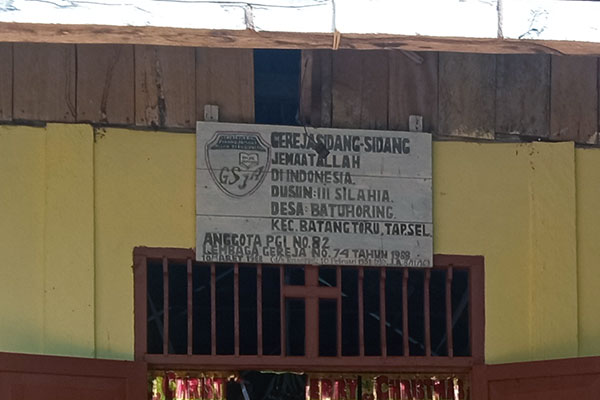 GSJA
GEREJA SIDANG-SIDANG
JEMAAT ALLAH
DI INDONESIA.
DUSUN: III SILAHIA.
DESA: BATUHORING.
KEC. BATANG TORU, TAPSEL.
ANGGOTA PGI NO. 82
LEMBAGA GEREJA NO. 74 TAHUN 1989